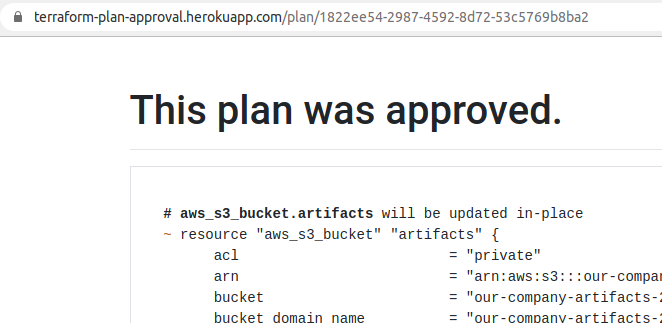 terraform-plan-approval.herokuapp.com/plan/1822ee54-2987-4592-8d72-53c5769b8ba2
This plan was approved.
# aws_s3_bucket.artifacts will be updated in-place
~ resource "aws_s3_bucket" "artifacts" {
acl = "private"
arn = "arn:aws:s3:::our-compan
bucket = "our-company-artifacts-2
bucket_domain_name = "our-company-artifacts-2